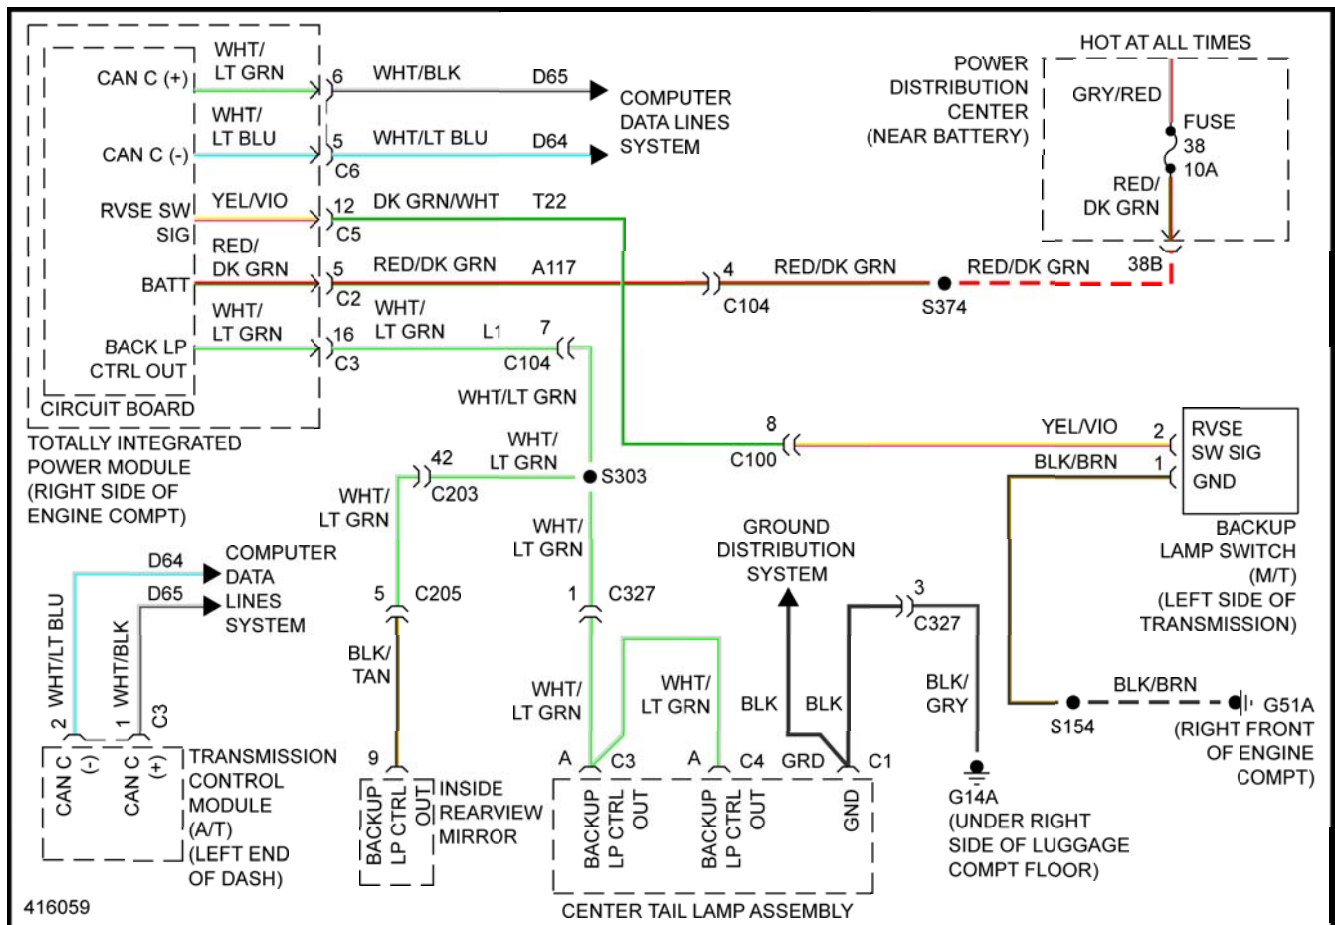 HOT AT ALL TIMES
POWER
DISTRIBUTION
CENTER
(NEAR BATTERY)
GRY/RED
FUSE
38
10A
RED/
DK GRN
38B
WHT/
LT GRN
CAN C (+)
6
WHT/BLK
D65
COMPUTER
DATA LINES
SYSTEM
WHT/
LT BLU
CAN C (-)
5
C6
WHT/LT BLU
D64
RVSE SW
SIG
YEL/VIO
12
C5
DK GRN/WHT
T22
RED/
DK GRN
BATT
5
C2
RED/DK GRN
A117
4
C104
RED/DK GRN
S374
RED/DK GRN
WHT/
LT GRN
BACK LP
CTRL OUT
16
C3
WHT/
LT GRN
L1
7
C104
CIRCUIT BOARD
TOTALLY INTEGRATED
POWER MODULE
(RIGHT SIDE OF
ENGINE COMPT)
WHT/LT GRN
WHT/
LT GRN
S303
42
C203
WHT/
LT GRN
8
C100
YEL/VIO
2
RVSE
SW SIG
BLK/BRN
1
GND
BACKUP
LAMP SWITCH
(M/T)
(LEFT SIDE OF
TRANSMISSION)
WHT/
LT GRN
GROUND
DISTRIBUTION
SYSTEM
D64
D65
COMPUTER
DATA
LINES
SYSTEM
5
C205
1
C327
3
C327
WHT/LT BLU
WHT/BLK
2
1
C3
BLK/
TAN
WHT/
LT GRN
WHT/
LT GRN
BLK
BLK
BLK/
GRY
BLK/BRN
S154
G51A
(RIGHT FRONT
OF ENGINE
COMPT)
CAN C
(-)
CAN C
(+)
TRANSMISSION
CONTROL
MODULE
(A/T)
(LEFT END
OF DASH)
9
BACKUP
LP CTRL
OUT
INSIDE
REARVIEW
MIRROR
A
C3
A
C4
GRD
C1
BACKUP
LP CTRL
OUT
BACKUP
LP CTRL
OUT
GND
G14A
(UNDER RIGHT
SIDE OF LUGGAGE
COMPT FLOOR)
CENTER TAIL LAMP ASSEMBLY
416059